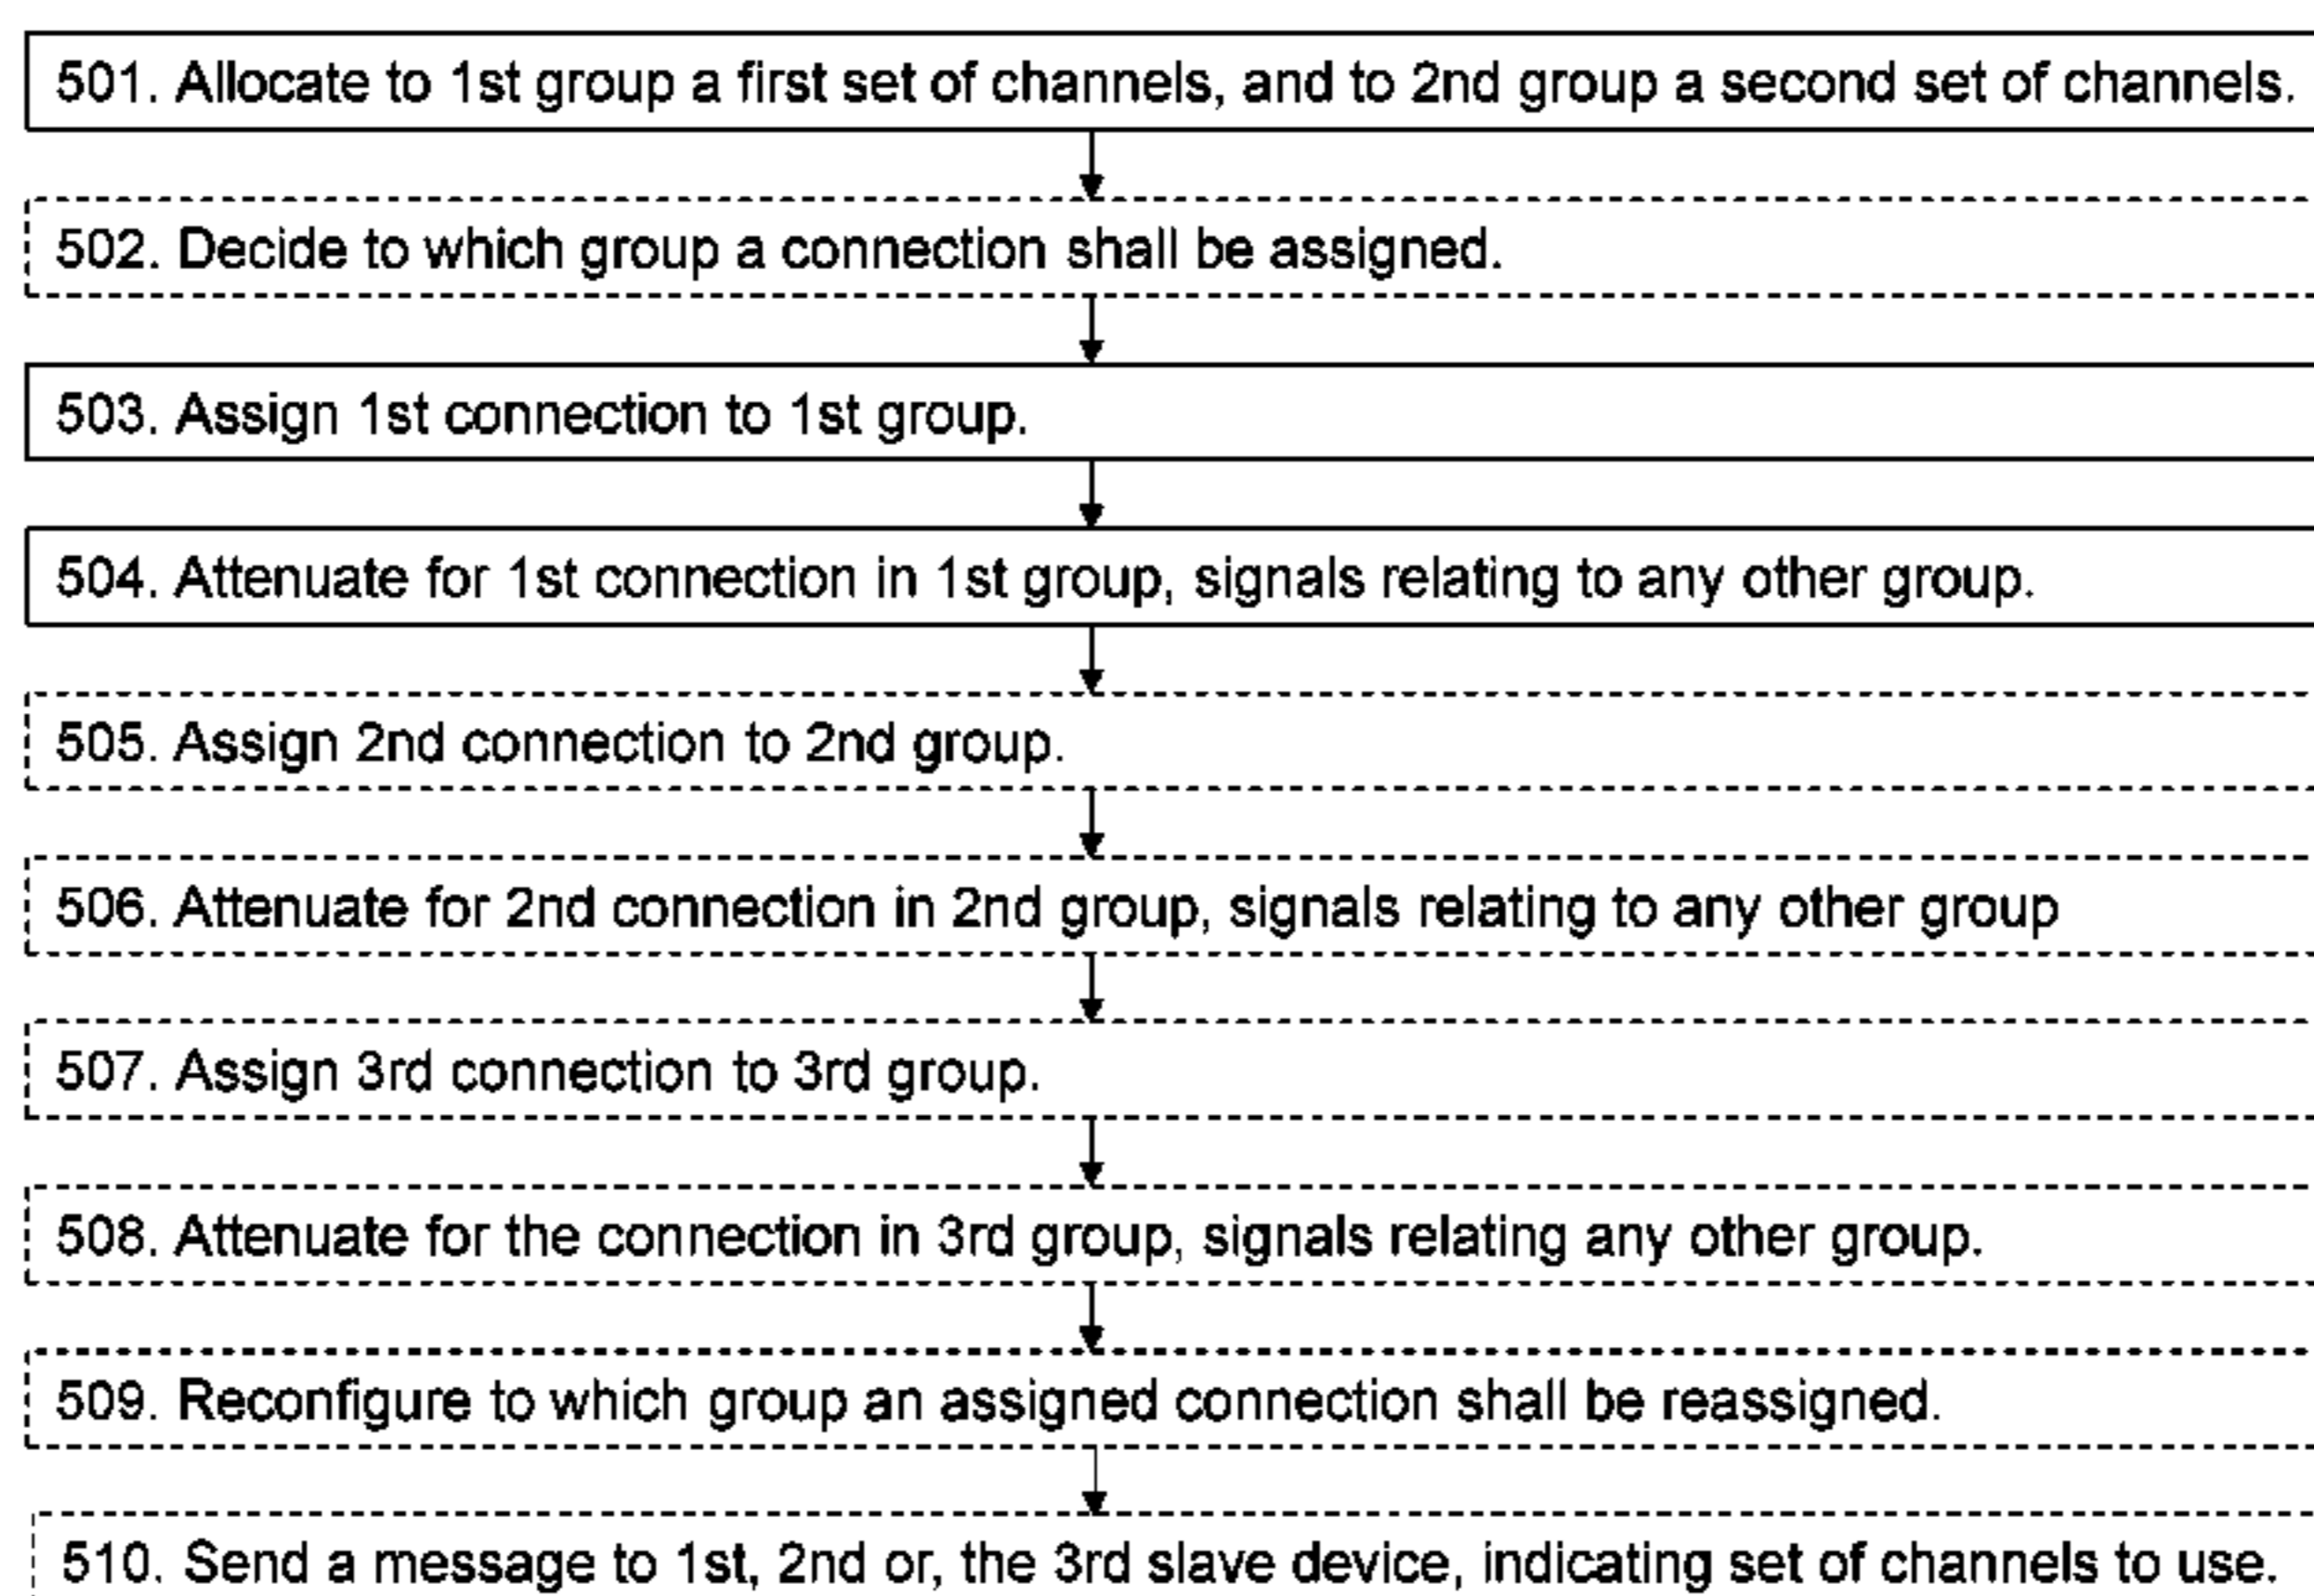 501. Allocate to 1st group a first set of channels, and to 2nd group a second set of channels.
502. Decide to which group a connection shall be assigned.
503. Assign 1st connection to 1st group.
504. Attenuate for 1st connection in 1st group, signals relating to any other group.
505. Assign 2nd connection to 2nd group.
506. Attenuate for 2nd connection in 2nd group, signals relating to any other group
507. Assign 3rd connection to 3rd group.
508. Attenuate for the connection in 3rd group, signals relating any other group.
509. Reconfigure to which group an assigned connection shall be reassigned.
510. Send a message to 1st, 2nd or, the 3rd slave device, indicating set of channels to use.